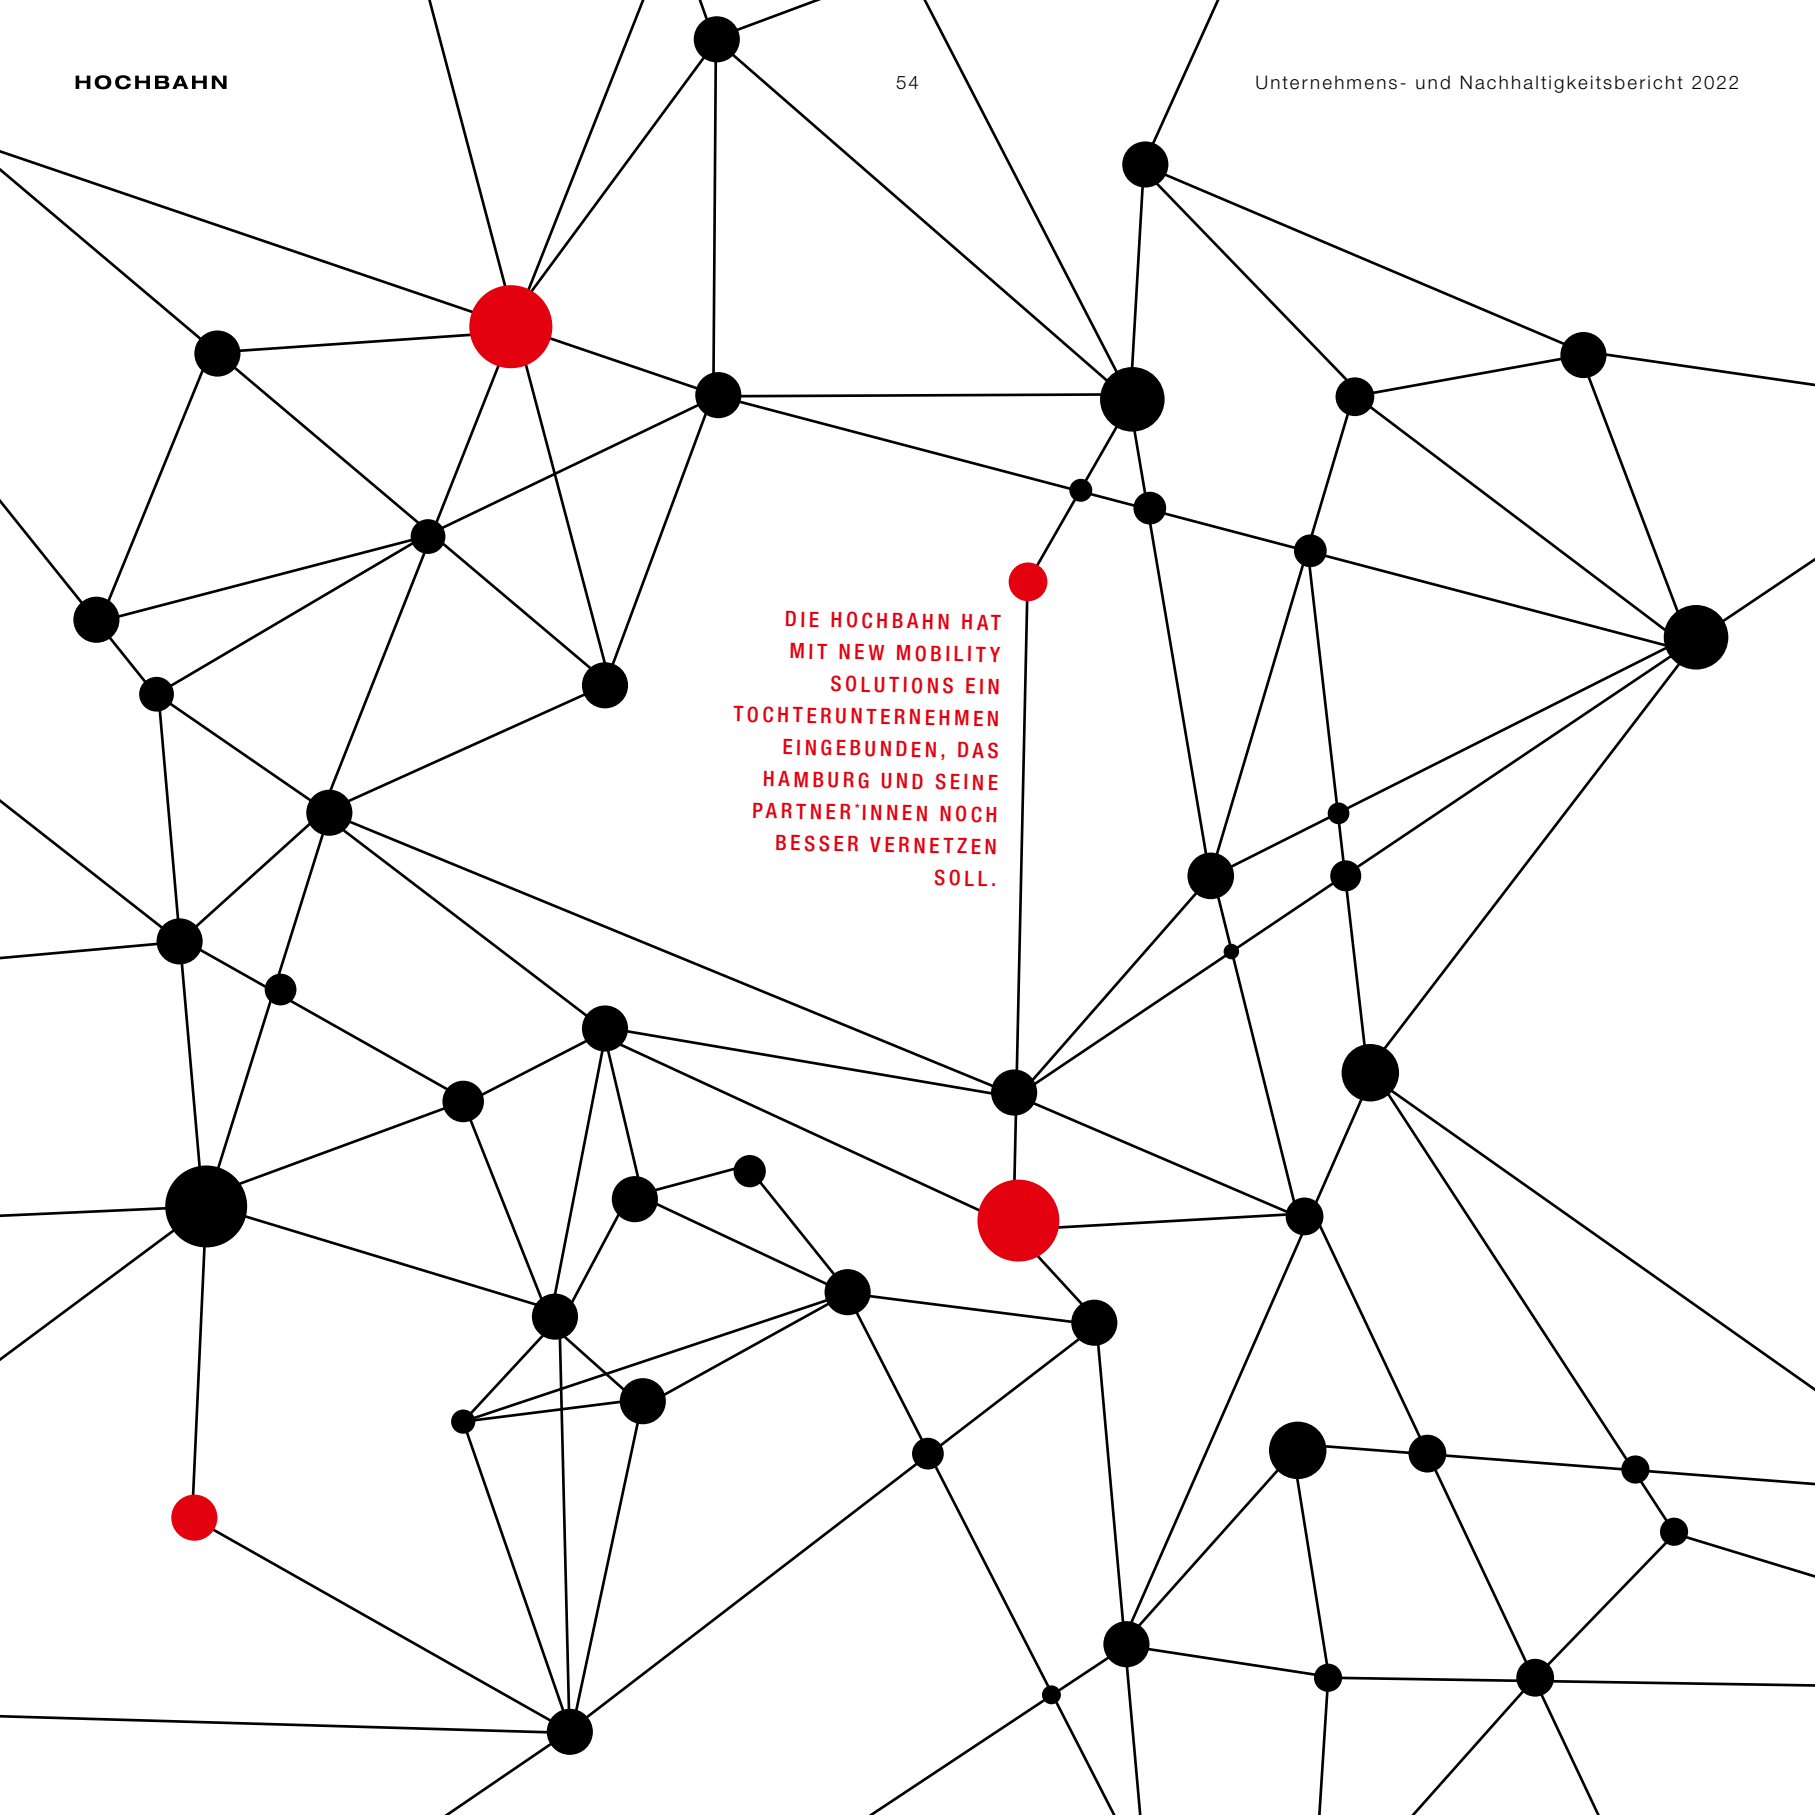 HOCHBAHN
54
Unternehmens- und Nachhaltigkeitsbericht 2022
DIE HOCHBAHN HAT
MIT NEW MOBILITY
SOLUTIONS EIN
TOCHTERUNTERNEHMEN
EINGEBUNDEN, DAS
HAMBURG UND SEINE
PARTNER*INNEN NOCH
BESSER VERNETZEN
SOLL.